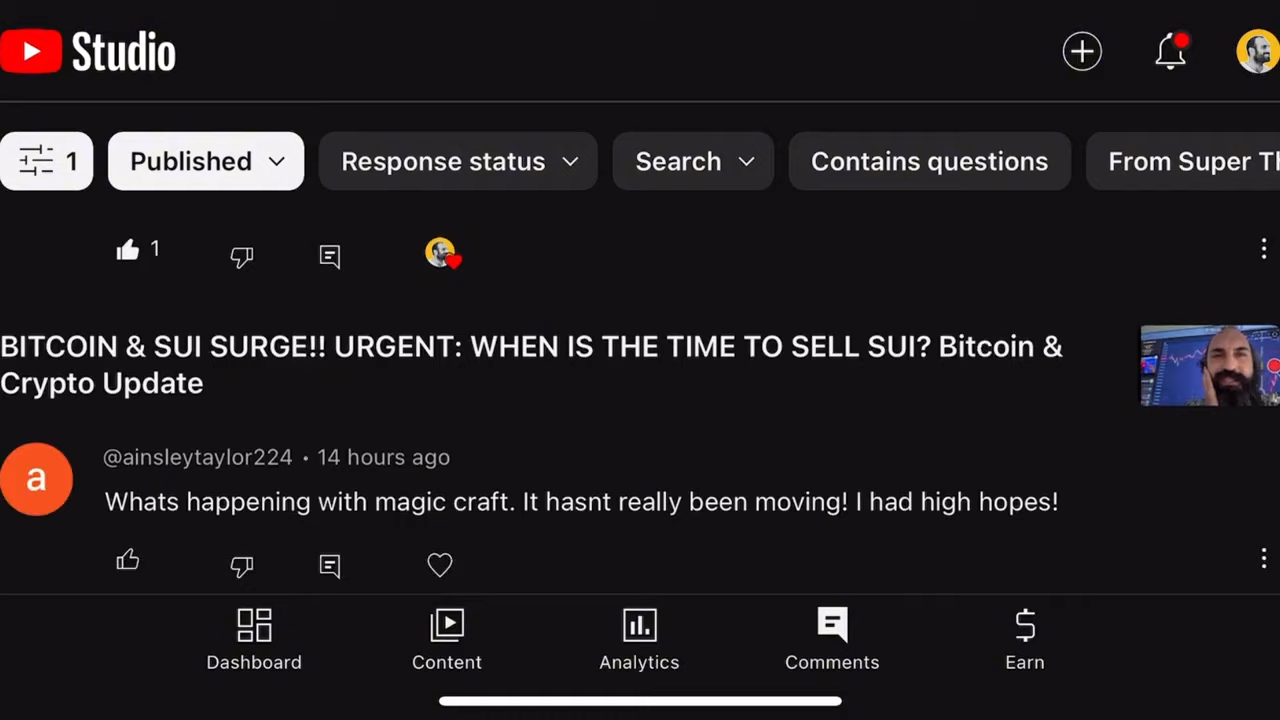 Studio
1
Published
Response status
Search
Contains questions
From Super Th
1
BITCOIN & SUI SURGE!! URGENT: WHEN IS THE TIME TO SELL SUI? Bitcoin &
Crypto Update
@ainsleytaylor224 • 14 hours ago
a
Whats happening with magic craft. It hasnt really been moving! I had high hopes!
Dashboard
Content
Analytics
Comments
Earn